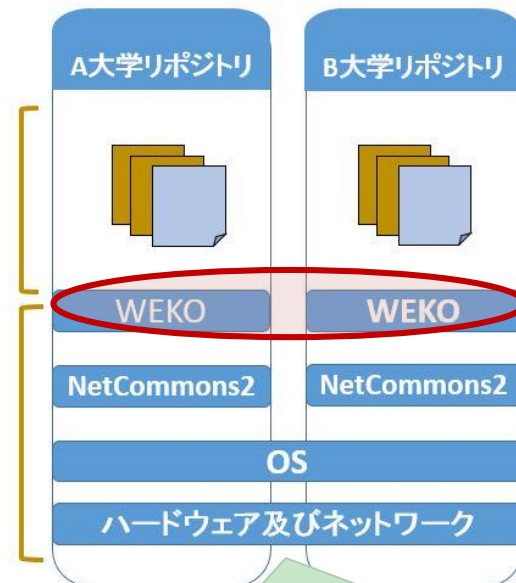 A大学リポジトリ B大学リポジトリ
WEKO WEKO
NetCommons2 NetCommons2
OS
ハードウェア及びネットワーク